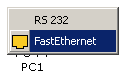 RS 232
FastEthernet
PC1